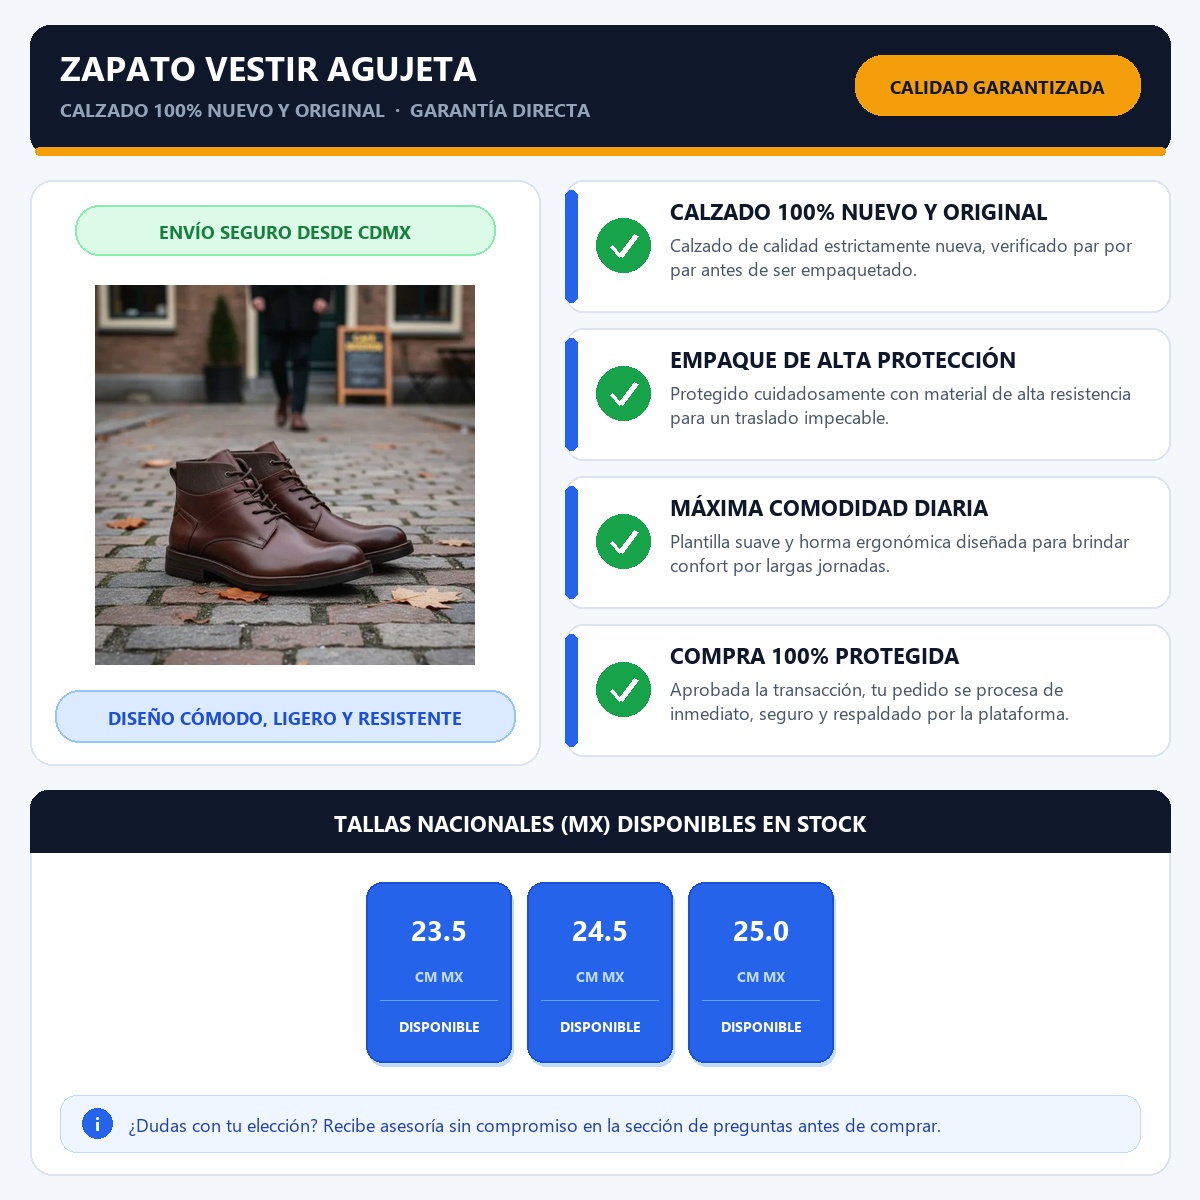 ZAPATO VESTIR AGUJETA
CALZADO 100% NUEVO Y ORIGINAL · GARANTÍA DIRECTA
CALIDAD GARANTIZADA
ENVÍO SEGURO DESDE CDMX
DISEÑO CÓMODO, LIGERO Y RESISTENTE
CALZADO 100% NUEVO Y ORIGINAL
Calzado de calidad estrictamente nueva, verificado par por
par antes de ser empaquetado.
EMPAQUE DE ALTA PROTECCIÓN
Protegido cuidadosamente con material de alta resistencia
para un traslado impecable.
MÁXIMA COMODIDAD DIARIA
Plantilla suave y horma ergonómica diseñada para brindar
confort por largas jornadas.
COMPRA 100% PROTEGIDA
Aprobada la transacción, tu pedido se procesa de
inmediato, seguro y respaldado por la plataforma.
TALLAS NACIONALES (MX) DISPONIBLES EN STOCK
23.5
CM MX
DISPONIBLE
24.5
CM MX
DISPONIBLE
25.0
CM MX
DISPONIBLE
¿Dudas con tu elección? Recibe asesoría sin compromiso en la sección de preguntas antes de comprar.